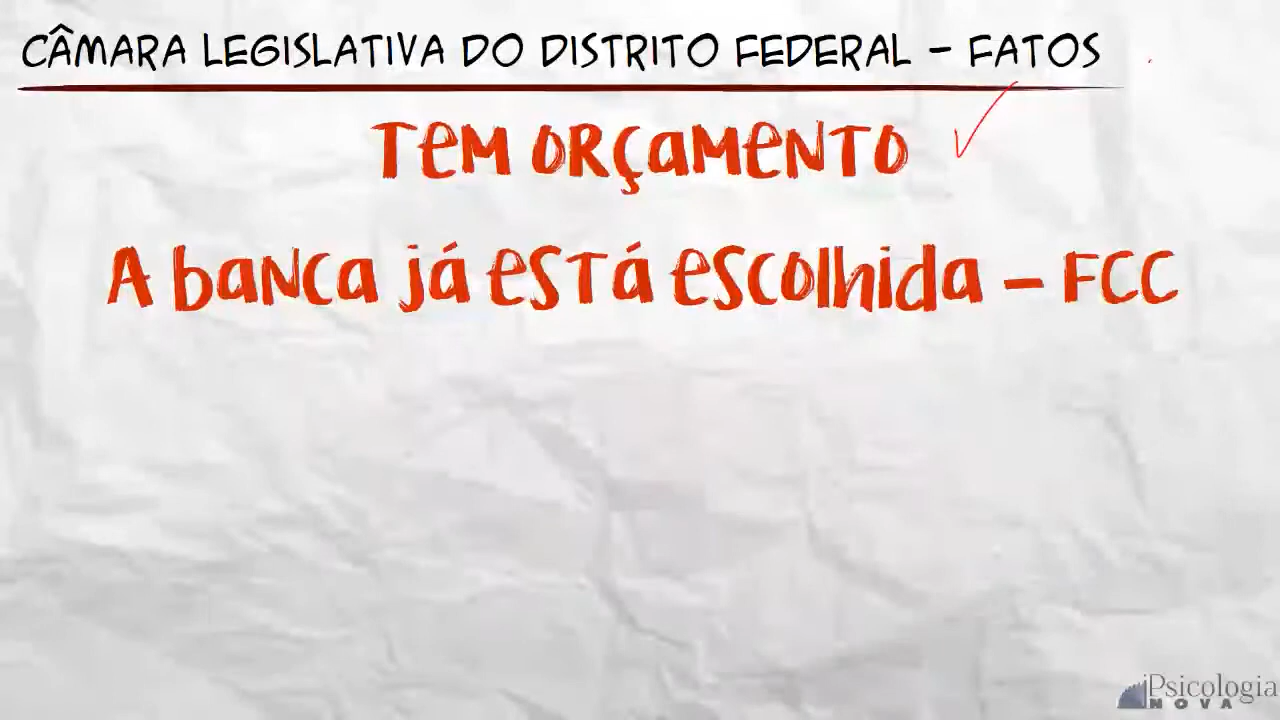 CÂMARA LEGISLATIVA DO DISTRITO FEDERAL – FATOS
TEM ORÇAMENTO
A banca já está escolhida – FCC
Psicologia
NOVA